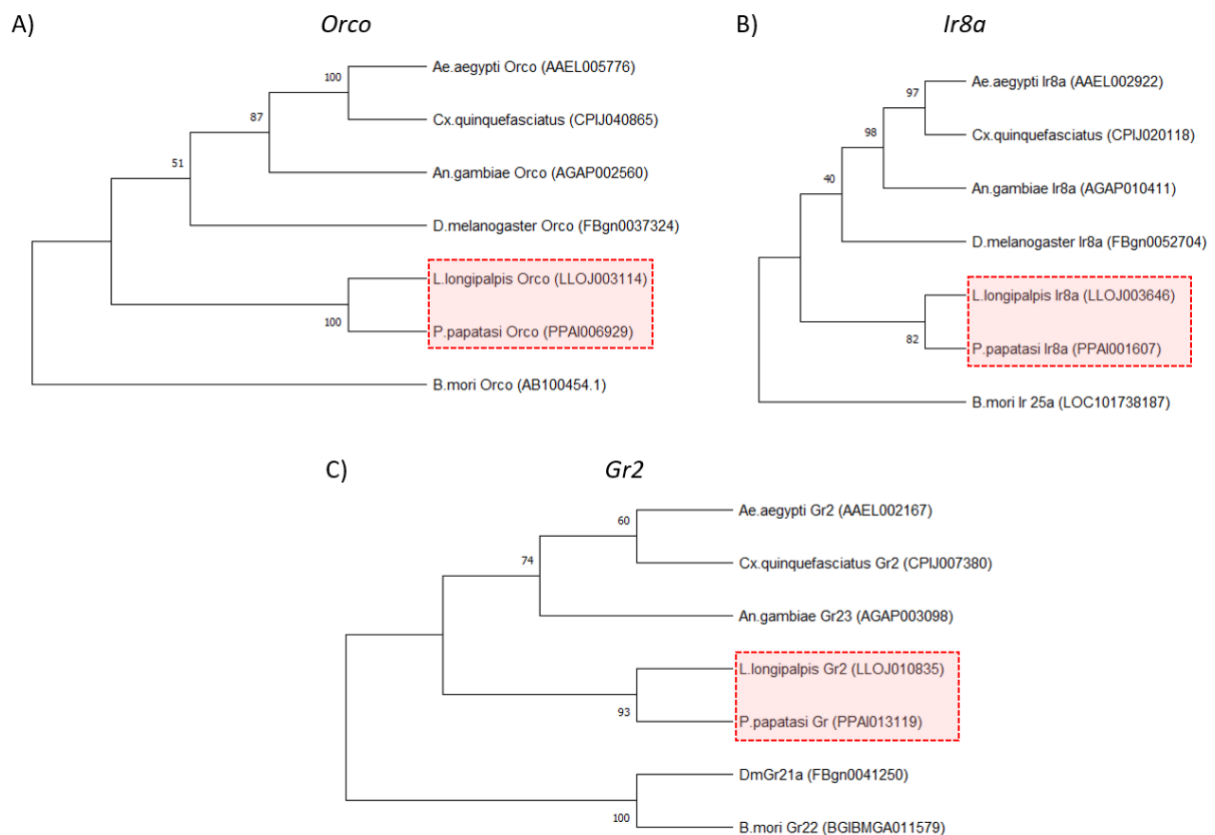 A)
Orco
Ae.aegypti Orco (AAEL005776)
100
Cx.quinquefasciatus (CPIJ040865)
87
An.gambiae Orco (AGAP002560)
51
D.melanogaster Orco (FBgn0037324)
L.longipalpis Orco (LLOJ003114)
100
P.papatasi Orco (PPAI006929)
B.mori Orco (AB100454.1)
B)
Ir8a
Ae.aegypti Ir8a (AAEL002922)
97
Cx.quinquefasciatus (CPIJ020118)
98
An.gambiae Ir8a (AGAP010411)
40
D.melanogaster Ir8a (FBgn0052704)
L.longipalpis Ir8a (LLOJ003646)
82
P.papatasi Ir8a (PPAI001607)
B.mori Ir 25a (LOC101738187)
C)
Gr2
Ae.aegypti Gr2 (AAEL002167)
60
Cx.quinquefasciatus Gr2 (CPIJ007380)
74
An.gambiae Gr23 (AGAP003098)
L.longipalpis Gr2 (LLOJ010835)
93
P.papatasi Gr (PPAI013119)
DmGr21a (FBgn0041250)
100
B.mori Gr22 (BGIBMGA011579)